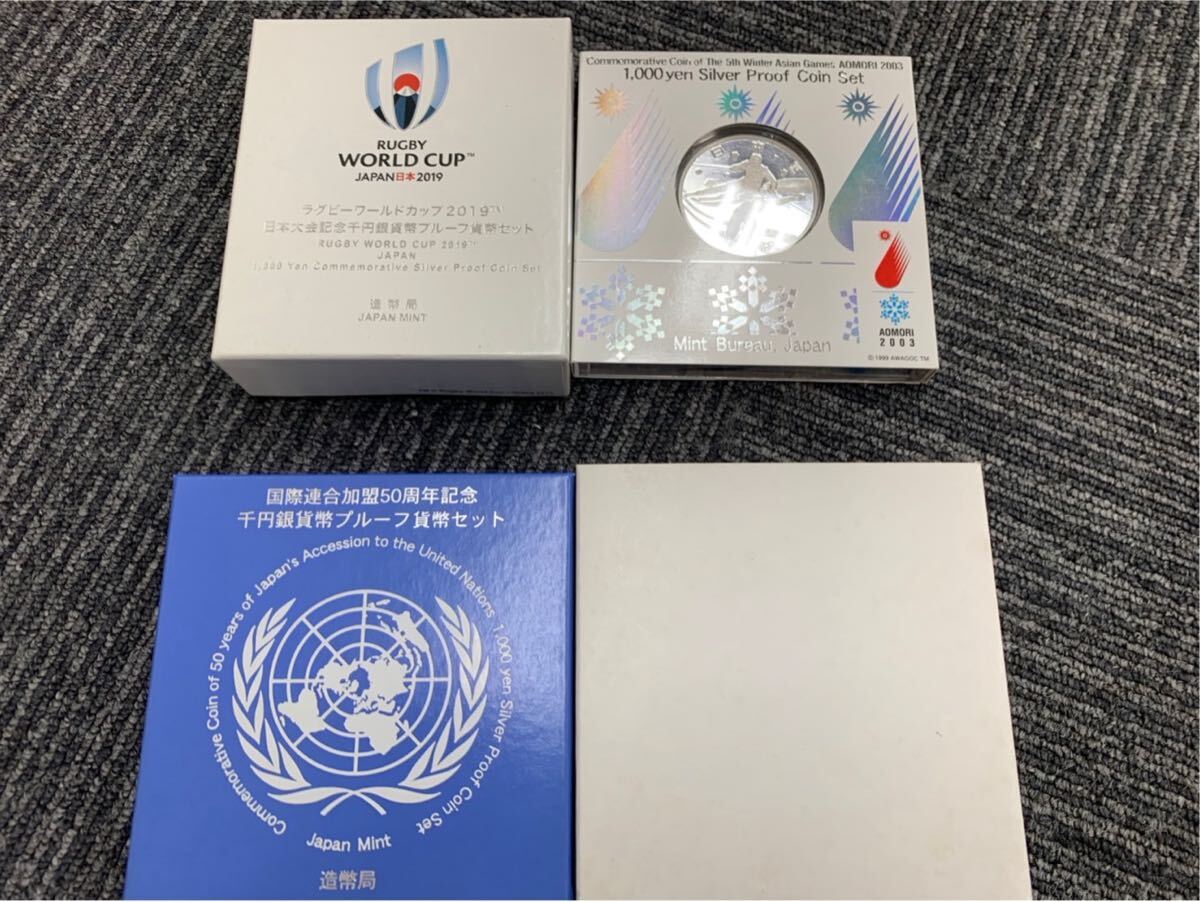 RUGBY
WORLD CUP™
JAPAN日本2019
ラグビーワールドカップ2019™
日本大会記念千円銀貨幣プルーフ貨幣セット
RUGBY WORLD CUP 2019™
JAPAN
1,000 Yen Commemorative Silver Proof Coin Set
造幣局
JAPAN MINT
Commemorative Coin of The 5th Winter Asian Games AOMORI 2003
1,000 yen Silver Proof Coin Set
Mint Bureau, Japan
AOMORI
2003
© 1999 AWAGOC TM
国際連合加盟50周年記念
千円銀貨幣プルーフ貨幣セット
Commemorative Coin of 50 years of Japan's Accession to the United Nations 1,000 yen Silver Proof Coin Set
Japan Mint
造幣局